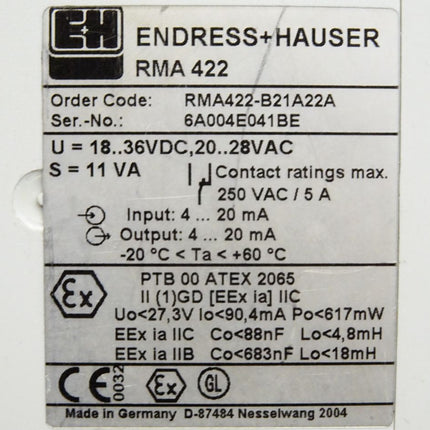 E+H
ENDRESS+HAUSER
RMA 422
Order Code: RMA422-B21A22A
Ser.-No.: 6A004E041BE
U = 18..36VDC,20..28VAC
S = 11 VA Contact ratings max.
250 VAC / 5 A
Input: 4 ... 20 mA
Output: 4 ... 20 mA
-20 °C < Ta < +60 °C
Ex PTB 00 ATEX 2065
II (1)GD [EEx ia] IIC
Uo<27,3V Io<90,4mA Po<617mW
EEx ia IIC Co<88nF Lo<4,8mH
EEx ia IIB Co<683nF Lo<18mH
CE 0032 Ex GL
Made in Germany D-87484 Nesselwang 2004